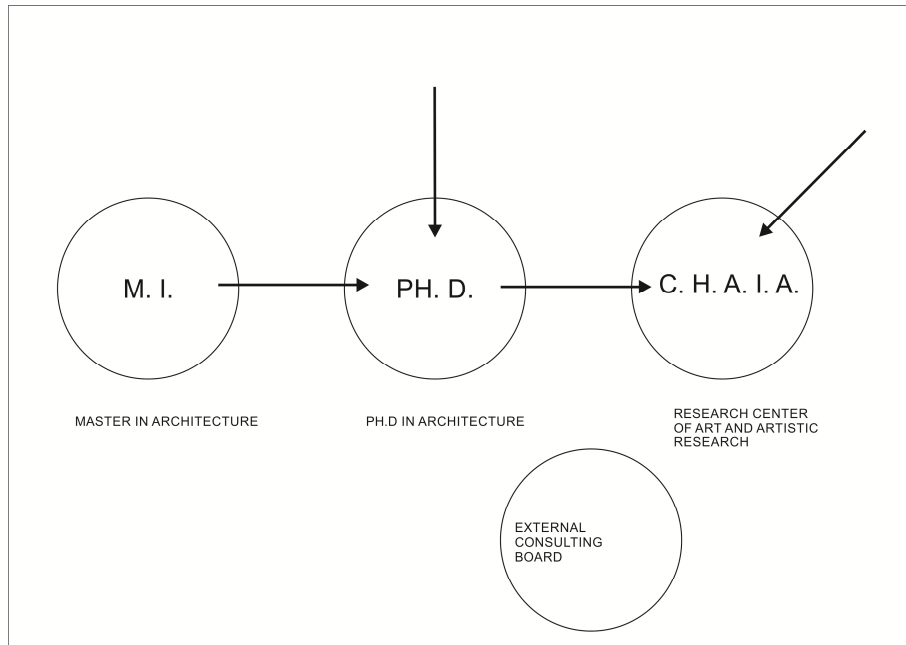 M. I.
PH. D.
C. H. A. I. A.
MASTER IN ARCHITECTURE
PH.D IN ARCHITECTURE
RESEARCH CENTER
OF ART AND ARTISTIC
RESEARCH
EXTERNAL
CONSULTING
BOARD